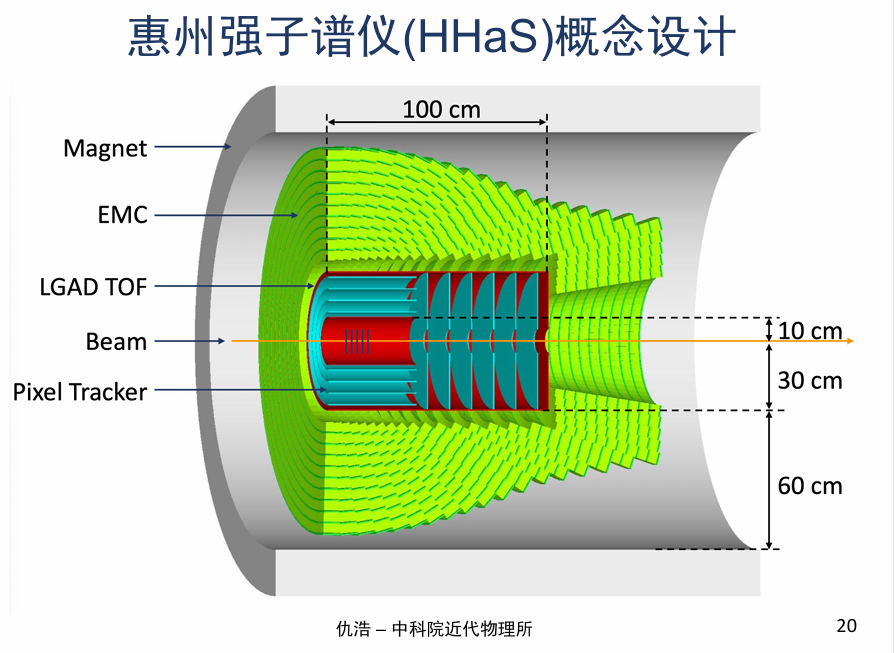 惠州强子谱仪(HHaS)概念设计
100 cm
Magnet
EMC
LGAD TOF
Beam
Pixel Tracker
10 cm
30 cm
60 cm
仇浩 – 中科院近代物理所
20